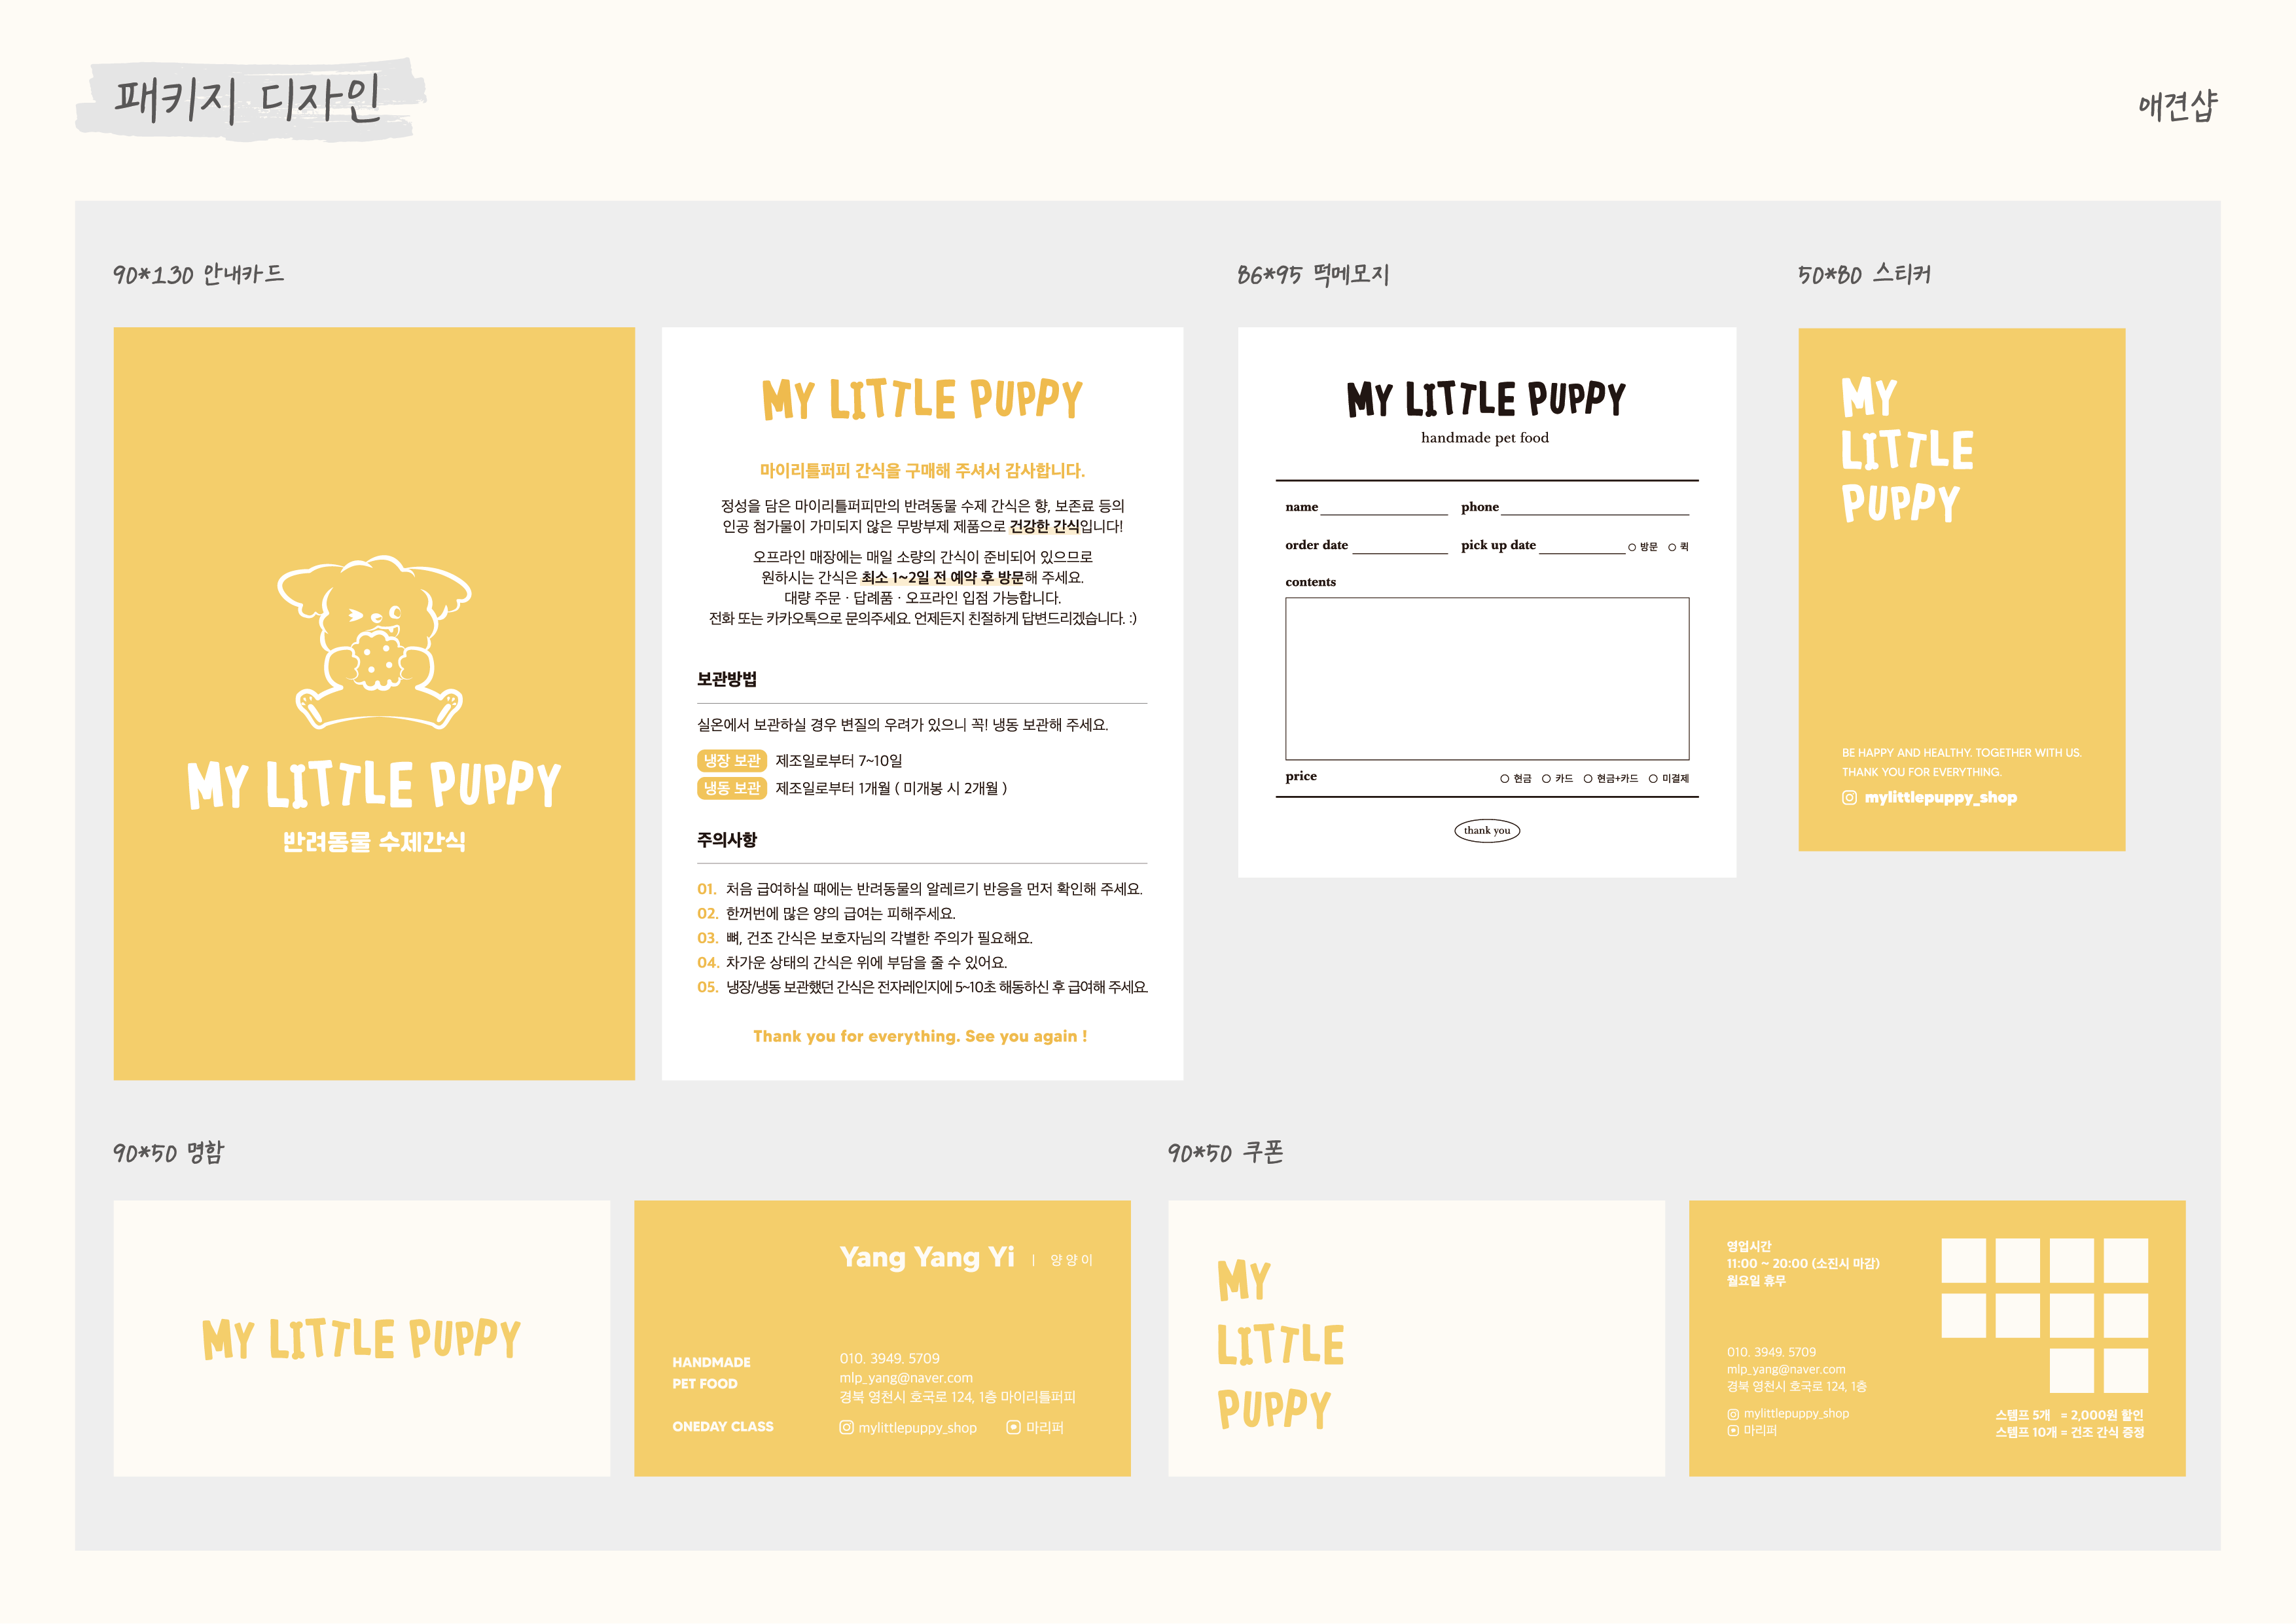 패키지 디자인
애견샵
90*130 안내카드
MY LITTLE PUPPY
반려동물 수제간식
MY LITTLE PUPPY
마이리틀퍼피 간식을 구매해 주셔서 감사합니다.
정성을 담은 마이리틀퍼피만의 반려동물 수제 간식은 향, 보존료 등의
인공 첨가물이 가미되지 않은 무방부제 제품으로 건강한 간식입니다!
오프라인 매장에는 매일 소량의 간식이 준비되어 있으므로
원하시는 간식은 최소 1~2일 전 예약 후 방문해 주세요.
대량 주문 · 답례품 · 오프라인 입점 가능합니다.
전화 또는 카카오톡으로 문의주세요. 언제든지 친절하게 답변드리겠습니다. :)
보관방법
실온에서 보관하실 경우 변질의 우려가 있으니 꼭! 냉동 보관해 주세요.
냉장 보관 제조일로부터 7~10일
냉동 보관 제조일로부터 1개월 ( 미개봉 시 2개월 )
주의사항
01. 처음 급여하실 때에는 반려동물의 알레르기 반응을 먼저 확인해 주세요.
02. 한꺼번에 많은 양의 급여는 피해주세요.
03. 뼈, 건조 간식은 보호자님의 각별한 주의가 필요해요.
04. 차가운 상태의 간식은 위에 부담을 줄 수 있어요.
05. 냉장/냉동 보관했던 간식은 전자레인지에 5~10초 해동하신 후 급여해 주세요.
Thank you for everything. See you again !
86*95 떡메모지
MY LITTLE PUPPY
handmade pet food
name phone
order date pick up date 방문 퀵
contents
price 현금 카드 현금+카드 미결제
thank you
50*80 스티커
MY
LITTLE
PUPPY
BE HAPPY AND HEALTHY. TOGETHER WITH US.
THANK YOU FOR EVERYTHING.
mylittlepuppy_shop
90*50 명함
MY LITTLE PUPPY
Yang Yang Yi | 양양이
HANDMADE
PET FOOD
ONEDAY CLASS
010. 3949. 5709
mlp_yang@naver.com
경북 영천시 호국로 124, 1층 마이리틀퍼피
mylittlepuppy_shop 마리퍼
90*50 쿠폰
MY
LITTLE
PUPPY
영업시간
11:00 ~ 20:00 (소진시 마감)
월요일 휴무
010. 3949. 5709
mlp_yang@naver.com
경북 영천시 호국로 124, 1층
mylittlepuppy_shop
마리퍼
스템프 5개 = 2,000원 할인
스템프 10개 = 건조 간식 증정